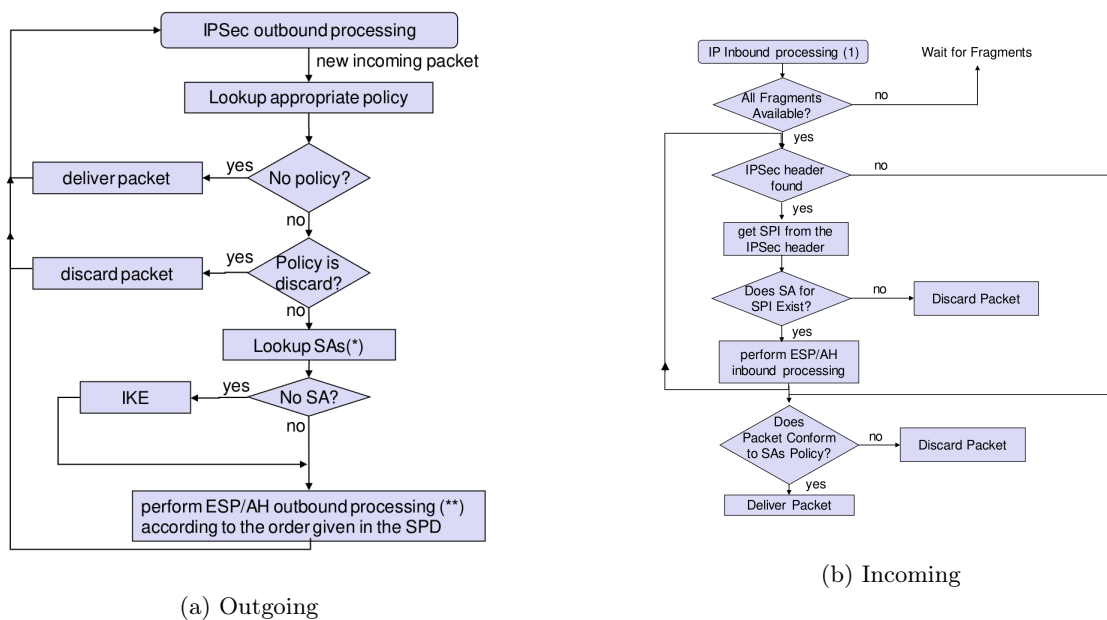 IPSec outbound processing
new incoming packet
Lookup appropriate policy
No policy?
yes
deliver packet
no
Policy is
discard?
yes
discard packet
no
Lookup SAs(*)
No SA?
yes
IKE
no
perform ESP/AH outbound processing (**)
according to the order given in the SPD
(a) Outgoing
IP Inbound processing (1)
Wait for Fragments
All Fragments
Available?
no
yes
IPSec header
found
no
yes
get SPI from the
IPSec header
Does SA for
SPI Exist?
no
Discard Packet
yes
perform ESP/AH
inbound processing
Does
Packet Conform
to SAs Policy?
no
Discard Packet
yes
Deliver Packet
(b) Incoming